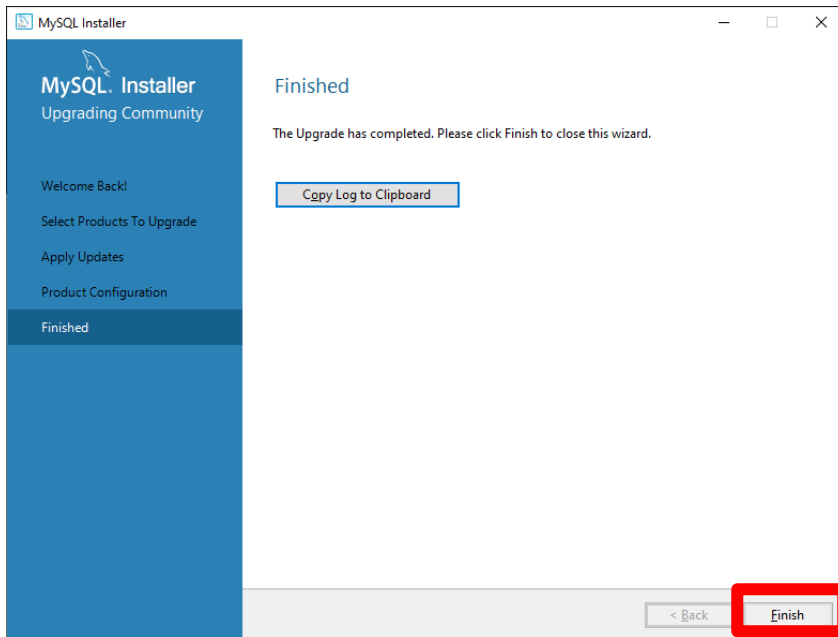 MySQL Installer
MySQL. Installer
Upgrading Community
Welcome Back!
Select Products To Upgrade
Apply Updates
Product Configuration
Finished
Finished
The Upgrade has completed. Please click Finish to close this wizard.
Copy Log to Clipboard
< Back
Finish